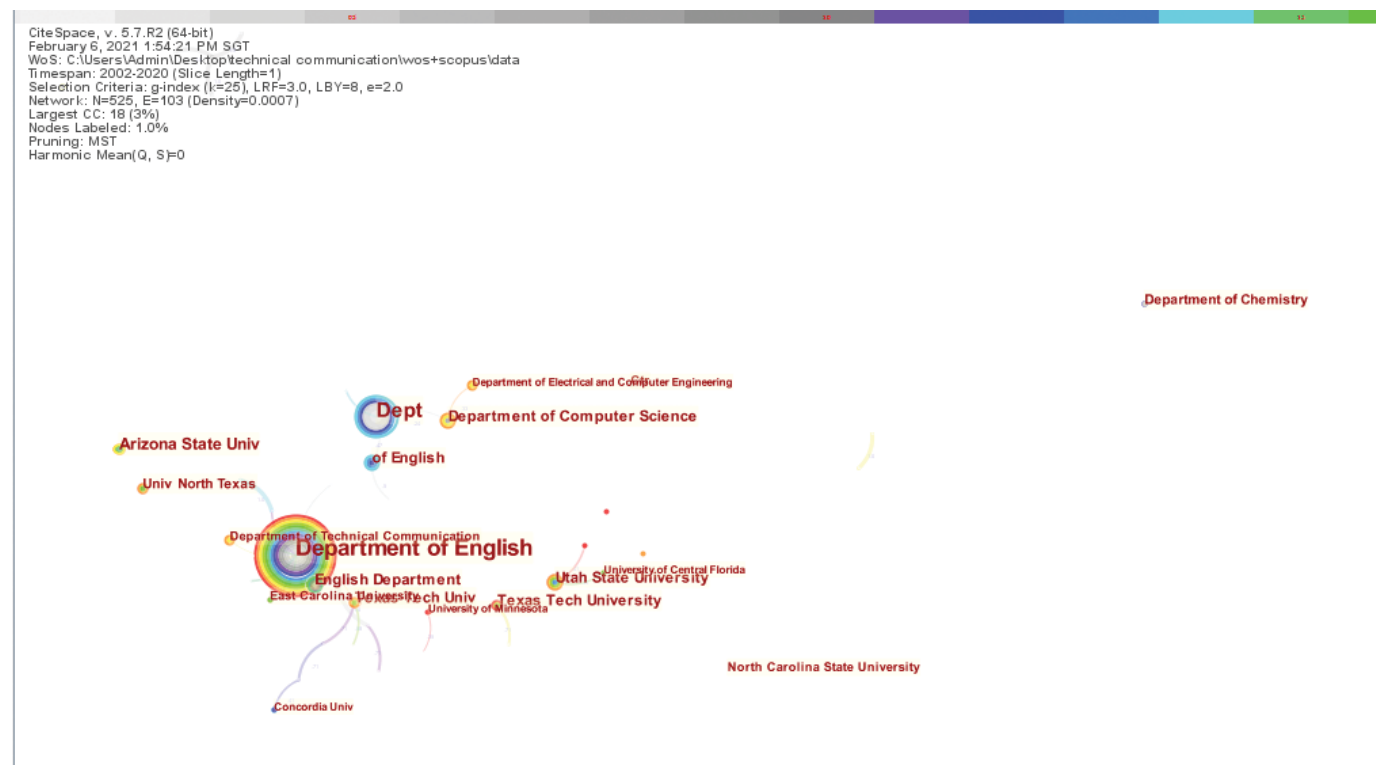 CiteSpace, v. 5.7.R2 (64-bit)
February 6, 2021 1:54:21 PM SGT
WoS: C:\Users\Admin\Desktop\technical communication\wos+scopus\data
Timespan: 2002-2020 (Slice Length=1)
Selection Criteria: g-index (k=25), LRF=3.0, LBY=8, e=2.0
Network: N=525, E=103 (Density=0.0007)
Largest CC: 18 (3%)
Nodes Labeled: 1.0%
Pruning: MST
Harmonic Mean(Q, S)=0
Department of Chemistry
Department of Electrical and Computer Engineering
Dept
Department of Computer Science
Arizona State Univ
of English
Univ North Texas
Department of Technical Communication
Department of English
University of Central Florida
English Department
Utah State University
East Carolina University
Texas Tech Univ
Texas Tech University
University of Minnesota
North Carolina State University
Concordia Univ